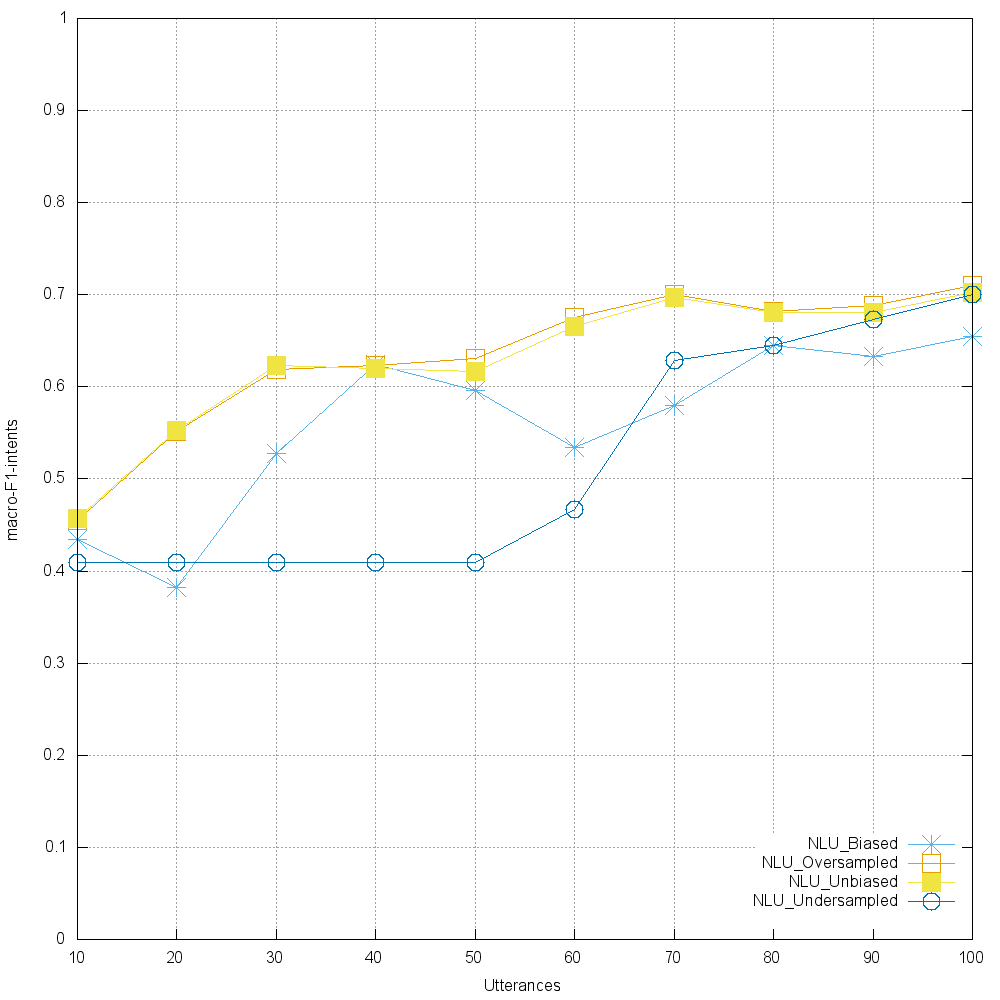 1
0.9
0.8
0.7
0.6
0.5
0.4
0.3
0.2
0.1
0
macro-F1-intents
NLU_Biased
NLU_Oversampled
NLU_Unbiased
NLU_Undersampled
10 20 30 40 50 60 70 80 90 100
Utterances